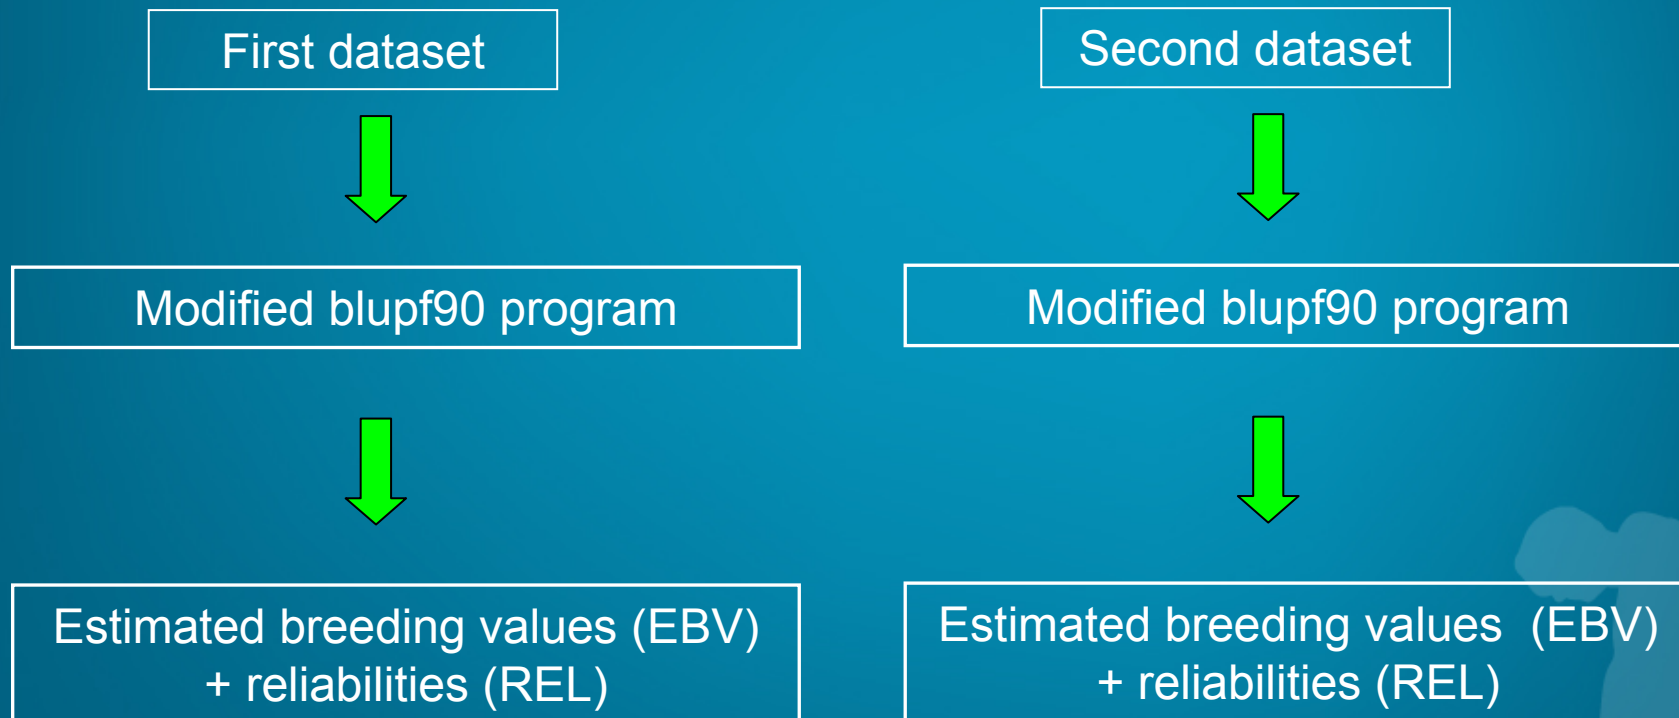 First dataset
Second dataset
Modified blupf90 program
Modified blupf90 program
Estimated breeding values (EBV)
+ reliabilities (REL)
Estimated breeding values (EBV)
+ reliabilities (REL)